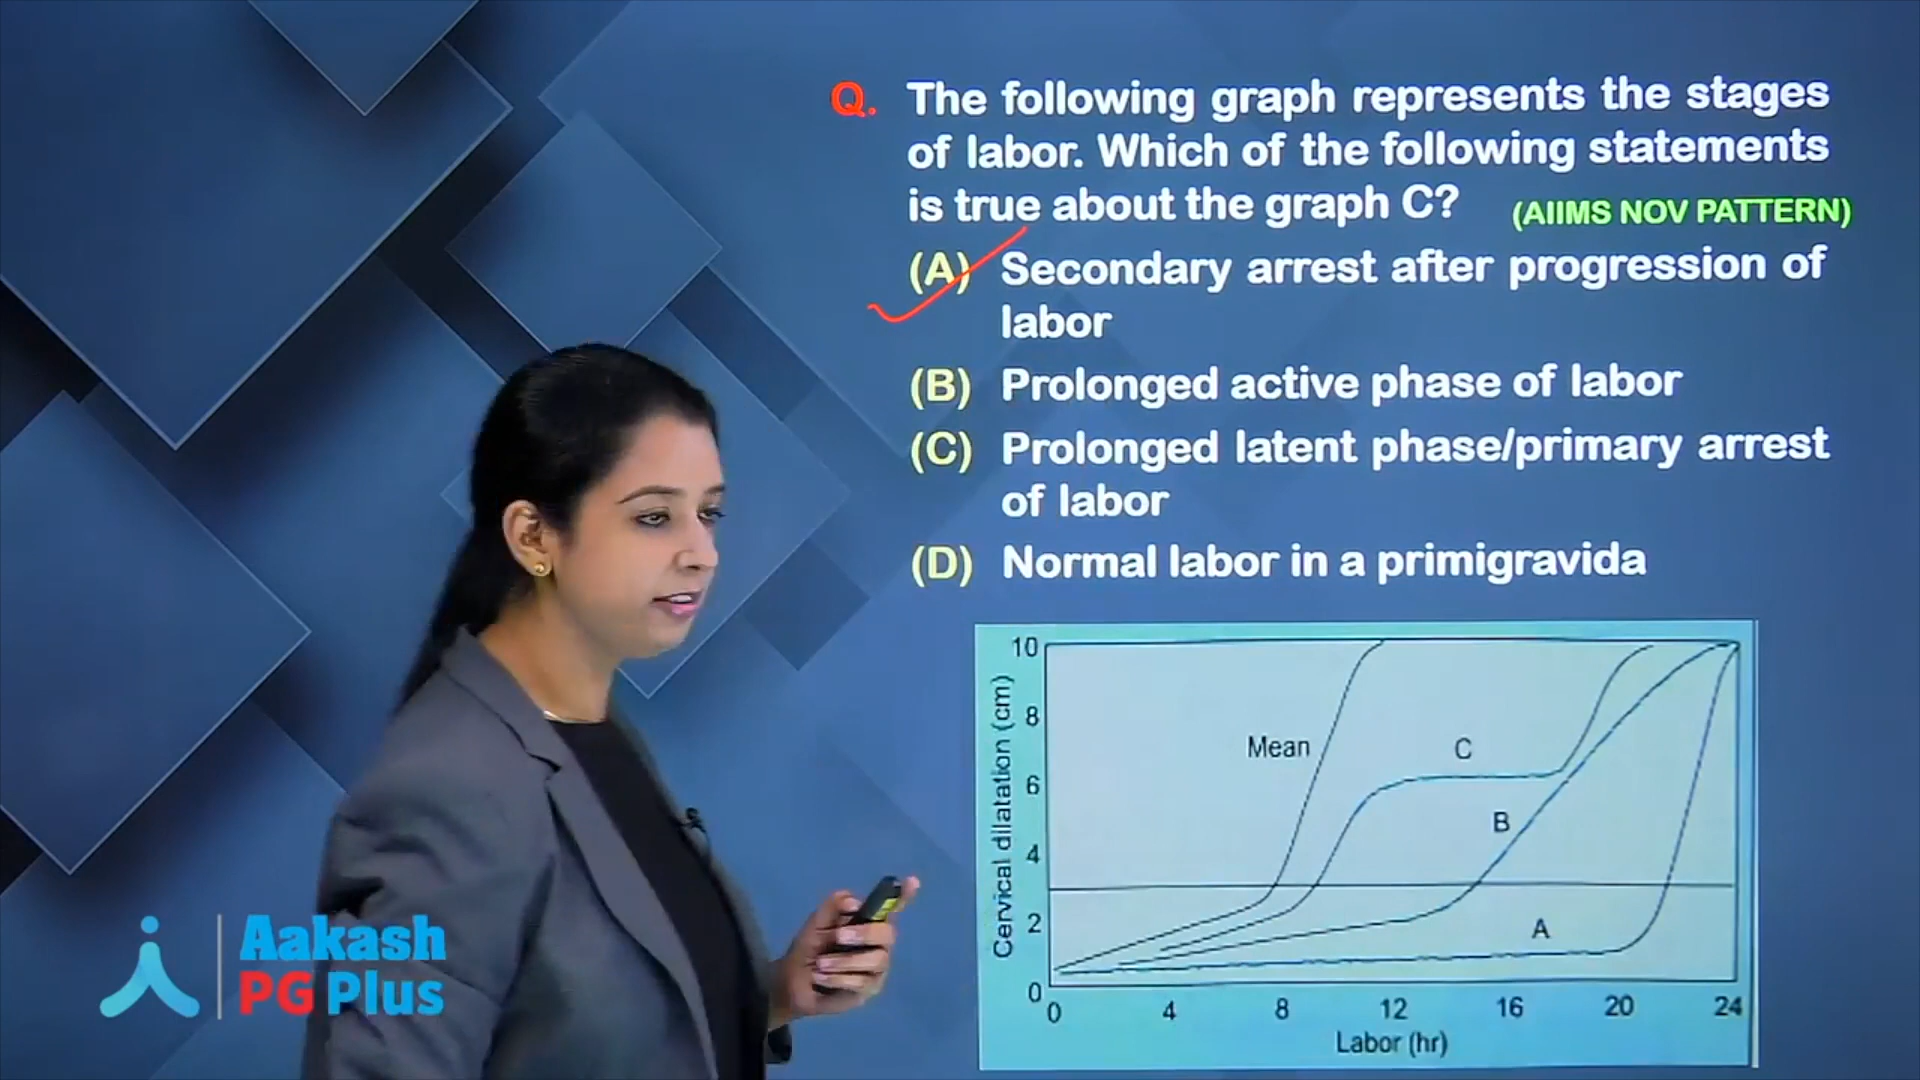 Q. The following graph represents the stages
of labor. Which of the following statements
is true about the graph C? (AIIMS NOV PATTERN)
(A) Secondary arrest after progression of
labor
(B) Prolonged active phase of labor
(C) Prolonged latent phase/primary arrest
of labor
(D) Normal labor in a primigravida
10
8
6
4
2
0
Cervical dilatation (cm)
Mean
C
B
A
0 4 8 12 16 20 24
Labor (hr)
Aakash
PG Plus